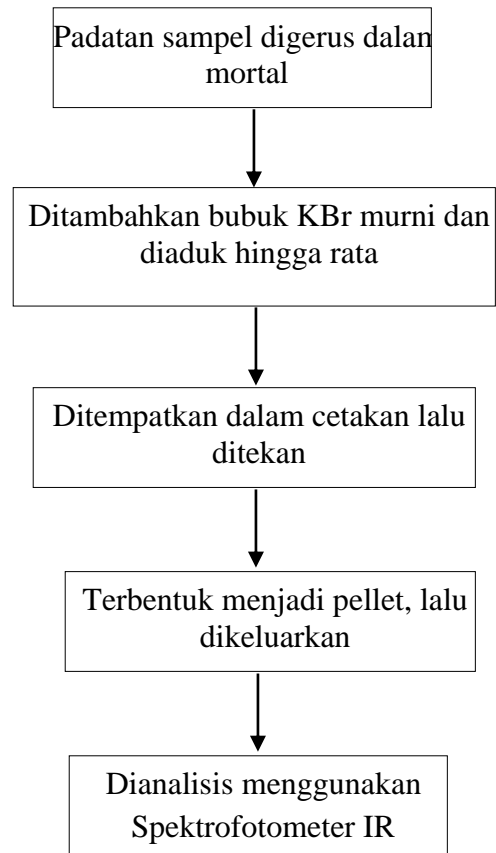 Padatan sampel digerus dalam
mortal
Ditambahkan bubuk KBr murni dan
diaduk hingga rata
Ditempatkan dalam cetakan lalu
ditekan
Terbentuk menjadi pellet, lalu
dikeluarkan
Dianalisis menggunakan
Spektrofotometer IR